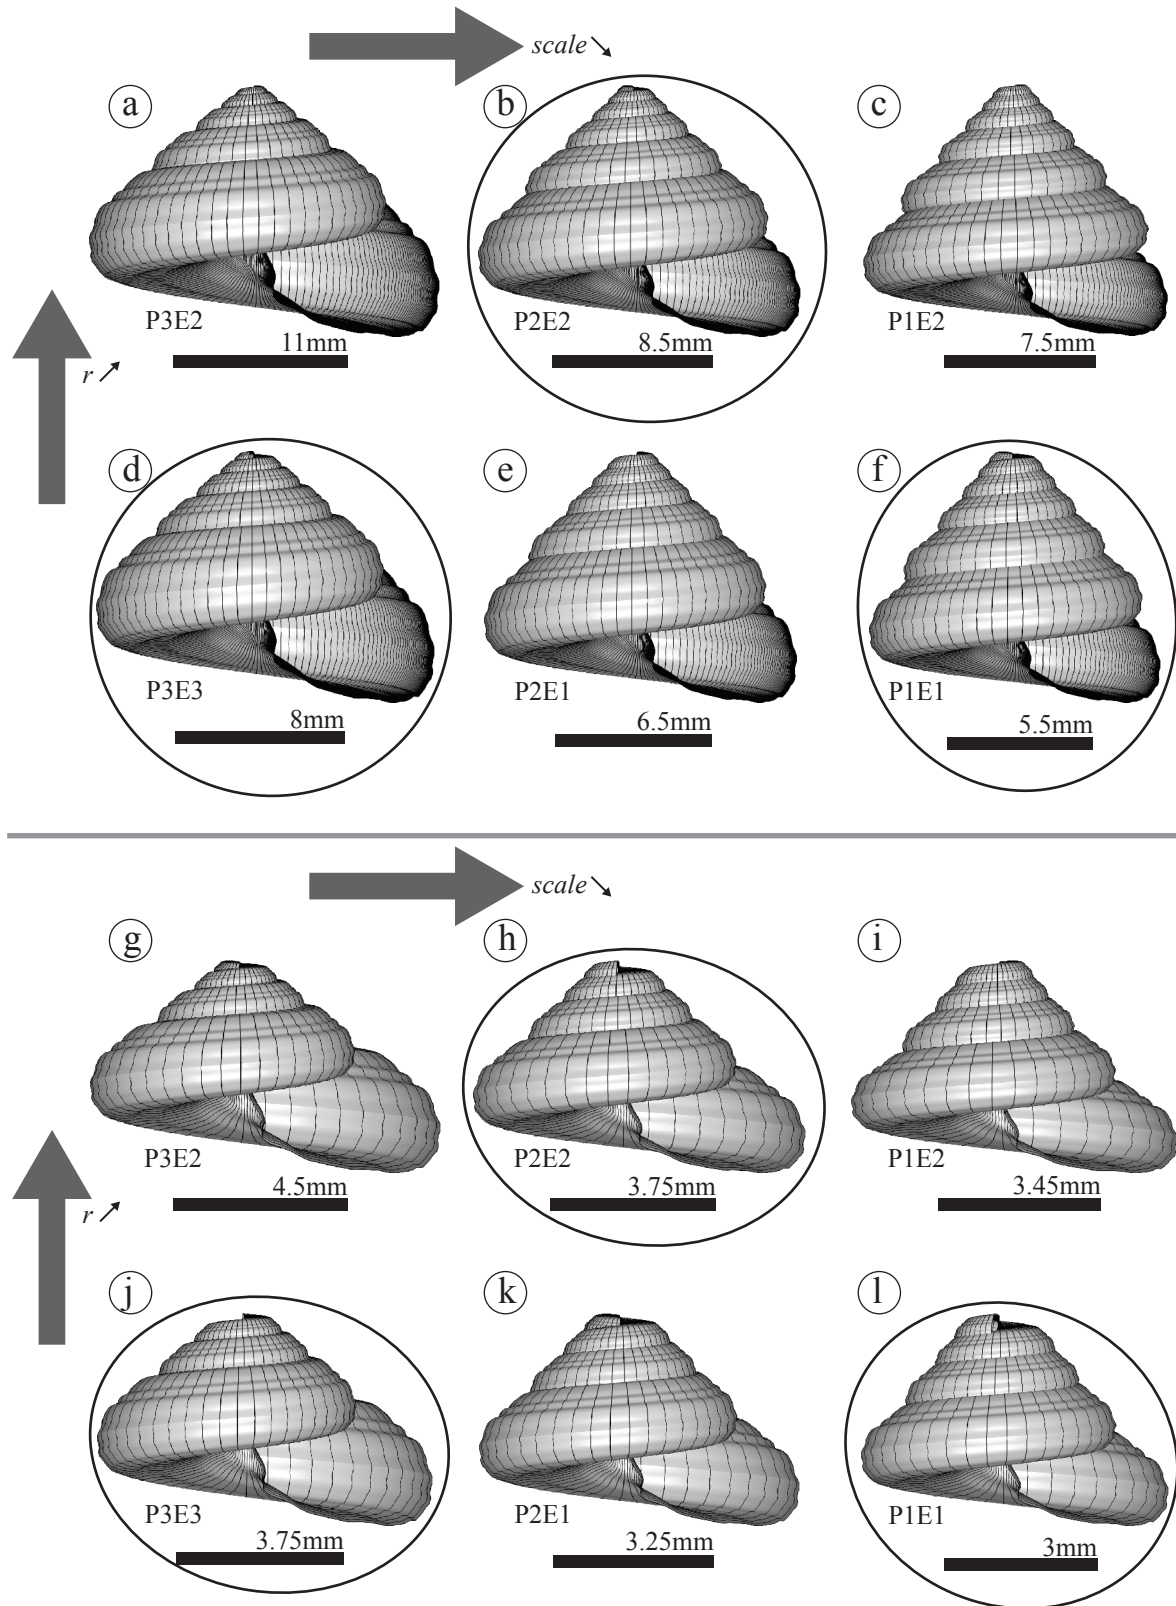 scale ↘
a
b
c
P3E2
P2E2
P1E2
11mm
8.5mm
7.5mm
r ↗
d
e
f
P3E3
P2E1
P1E1
8mm
6.5mm
5.5mm
scale ↘
g
h
i
P3E2
P2E2
P1E2
4.5mm
3.75mm
3.45mm
r ↗
j
k
l
P3E3
P2E1
P1E1
3.75mm
3.25mm
3mm